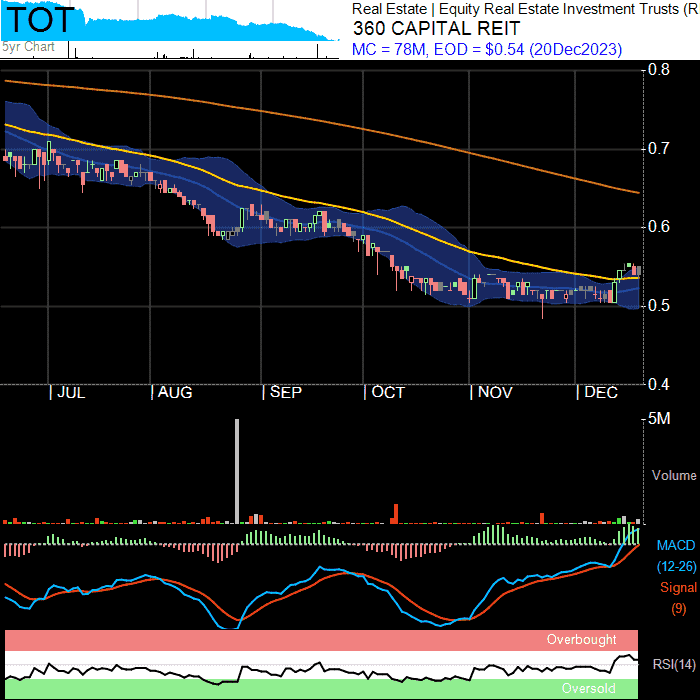 TOT
5yr Chart
Real Estate | Equity Real Estate Investment Trusts (R
360 CAPITAL REIT
MC = 78M, EOD = $0.54 (20Dec2023)
0.8
0.7
0.6
0.5
0.4
| JUL
| AUG
| SEP
| OCT
| NOV
| DEC
5M
Volume
MACD
(12-26)
Signal
(9)
Overbought
RSI(14)
Oversold